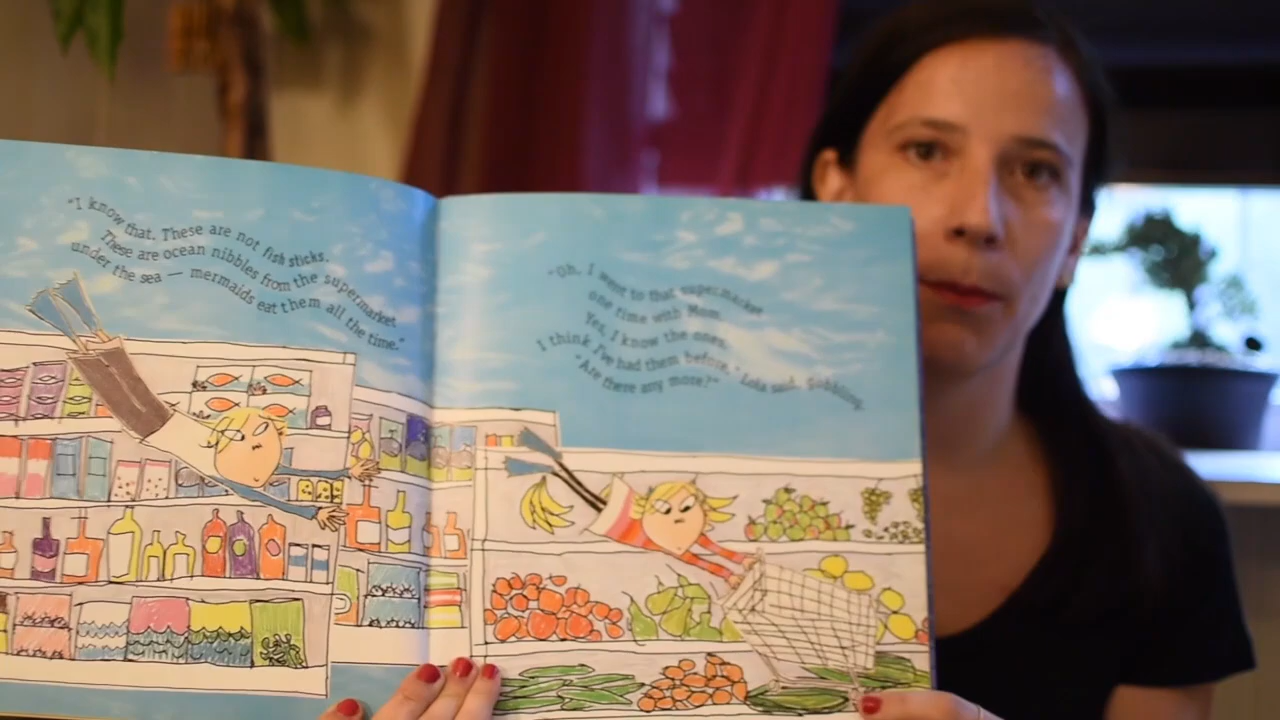 "I know that. These are not fish sticks.
These are ocean nibbles from the supermarket
under the sea — mermaids eat them all the time."
"Oh, I went to that supermarket
one time with Mom.
Yes, I know the ones.
I think I've had them before," Lola said, gobbling.
"Are there any more?"